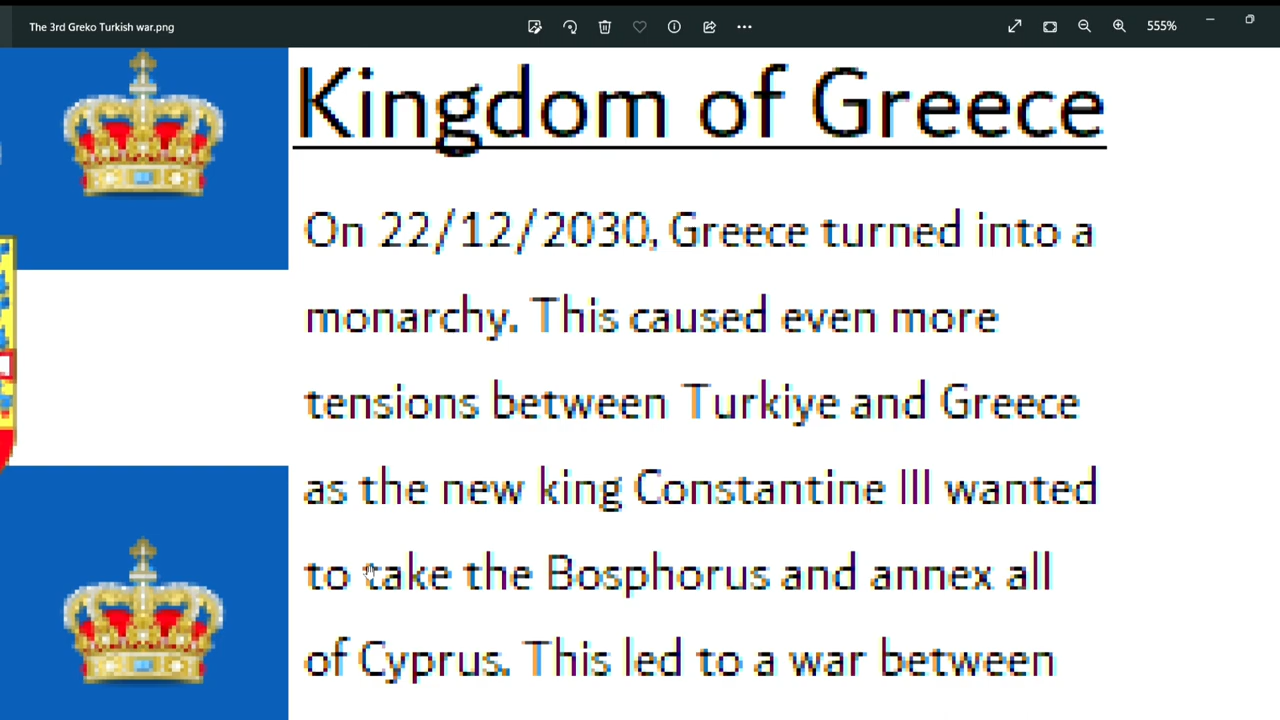 The 3rd Greko Turkish war.png
555%
Kingdom of Greece
On 22/12/2030, Greece turned into a
monarchy. This caused even more
tensions between Turkiye and Greece
as the new king Constantine III wanted
to take the Bosphorus and annex all
of Cyprus. This led to a war between